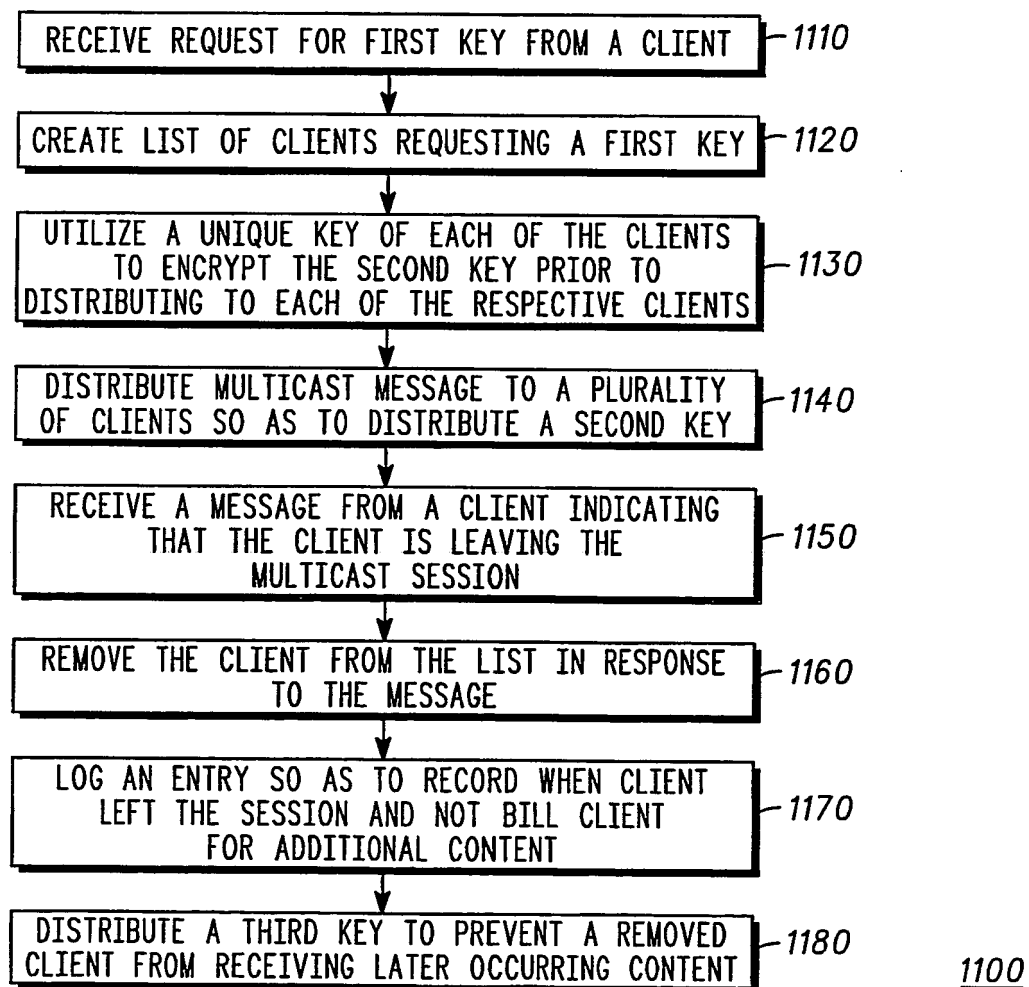 RECEIVE REQUEST FOR FIRST KEY FROM A CLIENT
1110
CREATE LIST OF CLIENTS REQUESTING A FIRST KEY
1120
UTILIZE A UNIQUE KEY OF EACH OF THE CLIENTS
TO ENCRYPT THE SECOND KEY PRIOR TO
DISTRIBUTING TO EACH OF THE RESPECTIVE CLIENTS
1130
DISTRIBUTE MULTICAST MESSAGE TO A PLURALITY
OF CLIENTS SO AS TO DISTRIBUTE A SECOND KEY
1140
RECEIVE A MESSAGE FROM A CLIENT INDICATING
THAT THE CLIENT IS LEAVING THE
MULTICAST SESSION
1150
REMOVE THE CLIENT FROM THE LIST IN RESPONSE
TO THE MESSAGE
1160
LOG AN ENTRY SO AS TO RECORD WHEN CLIENT
LEFT THE SESSION AND NOT BILL CLIENT
FOR ADDITIONAL CONTENT
1170
DISTRIBUTE A THIRD KEY TO PREVENT A REMOVED
CLIENT FROM RECEIVING LATER OCCURRING CONTENT
1180
1100